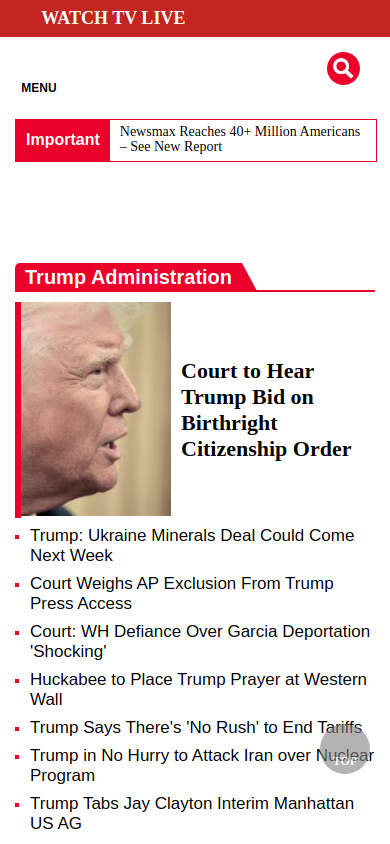 WATCH TV LIVE
MENU
Important
Newsmax Reaches 40+ Million Americans
– See New Report
Trump Administration
Court to Hear
Trump Bid on
Birthright
Citizenship Order
Trump: Ukraine Minerals Deal Could Come
Next Week
Court Weighs AP Exclusion From Trump
Press Access
Court: WH Defiance Over Garcia Deportation
'Shocking'
Huckabee to Place Trump Prayer at Western
Wall
Trump Says There's 'No Rush' to End Tariffs
Trump in No Hurry to Attack Iran over Nuclear
Program
TOP
Trump Tabs Jay Clayton Interim Manhattan
US AG